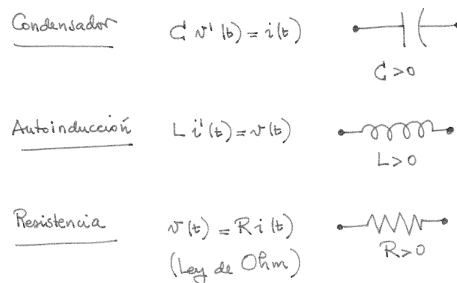 Condensador C v'(t) = i(t)
C > 0
Autoinducción L i'(t) = v(t)
L > 0
Resistencia v(t) = R i(t)
R > 0
(Ley de Ohm)